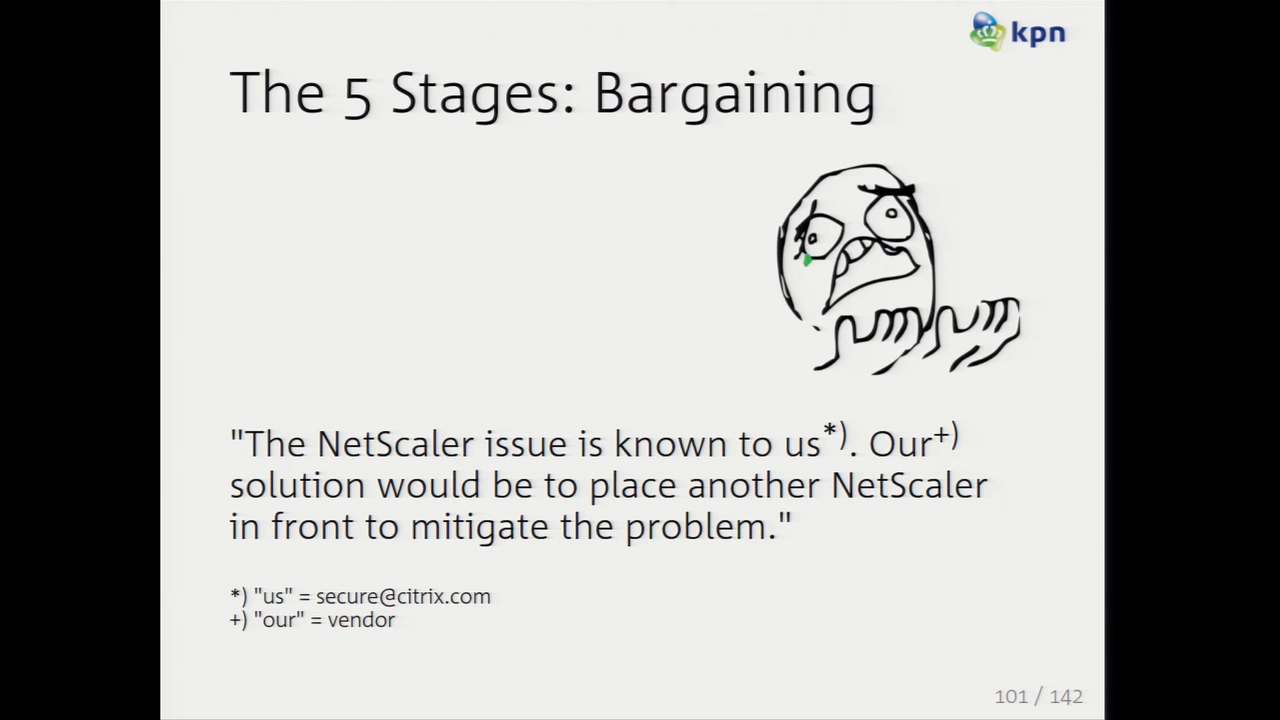 kpn
The 5 Stages: Bargaining
"The NetScaler issue is known to us*). Our+)
solution would be to place another NetScaler
in front to mitigate the problem."
*) "us" = secure@citrix.com
+) "our" = vendor
101 / 142